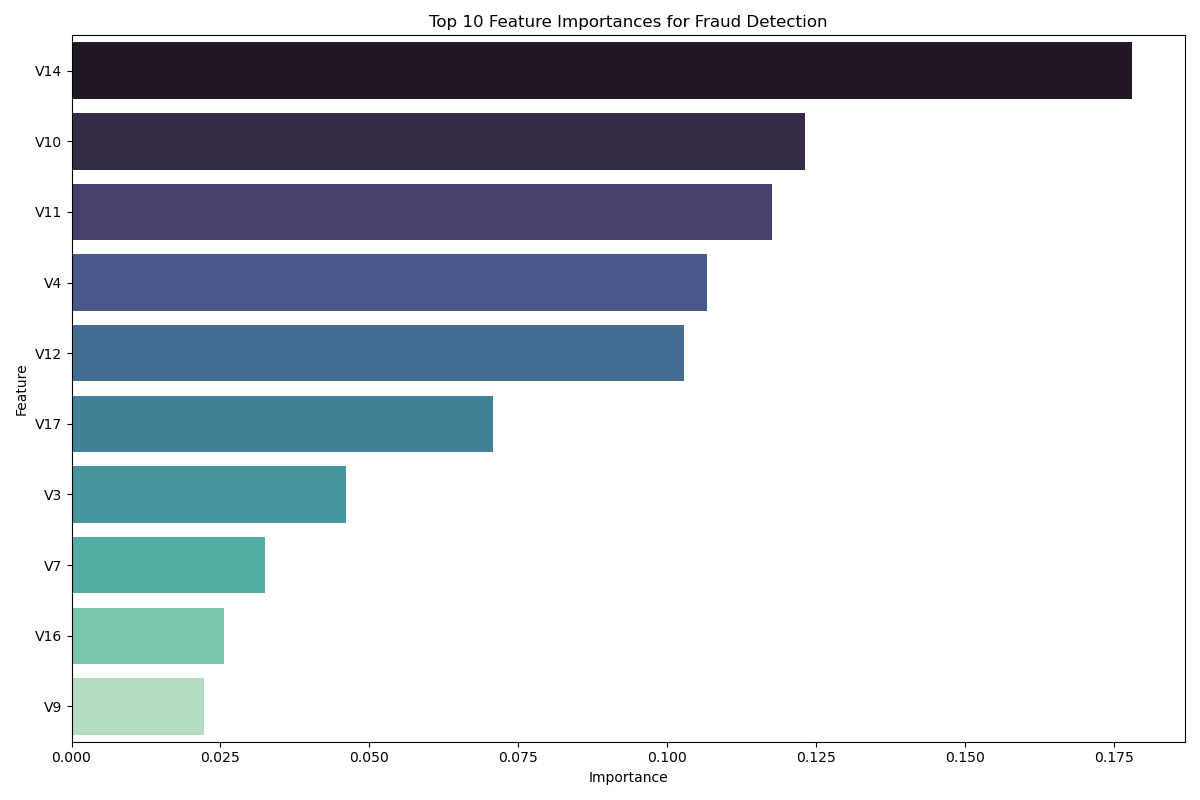 Top 10 Feature Importances for Fraud Detection
V14
V10
V11
V4
V12
V17
V3
V7
V16
V9
Feature
0.000 0.025 0.050 0.075 0.100 0.125 0.150 0.175
Importance